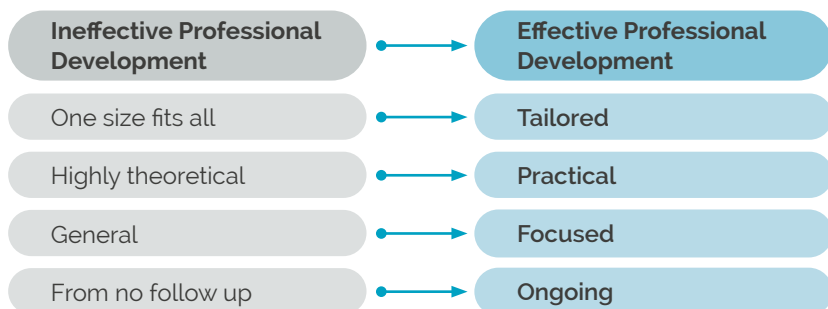 Ineffective Professional
Development
Effective Professional
Development
One size fits all
Tailored
Highly theoretical
Practical
General
Focused
From no follow up
Ongoing